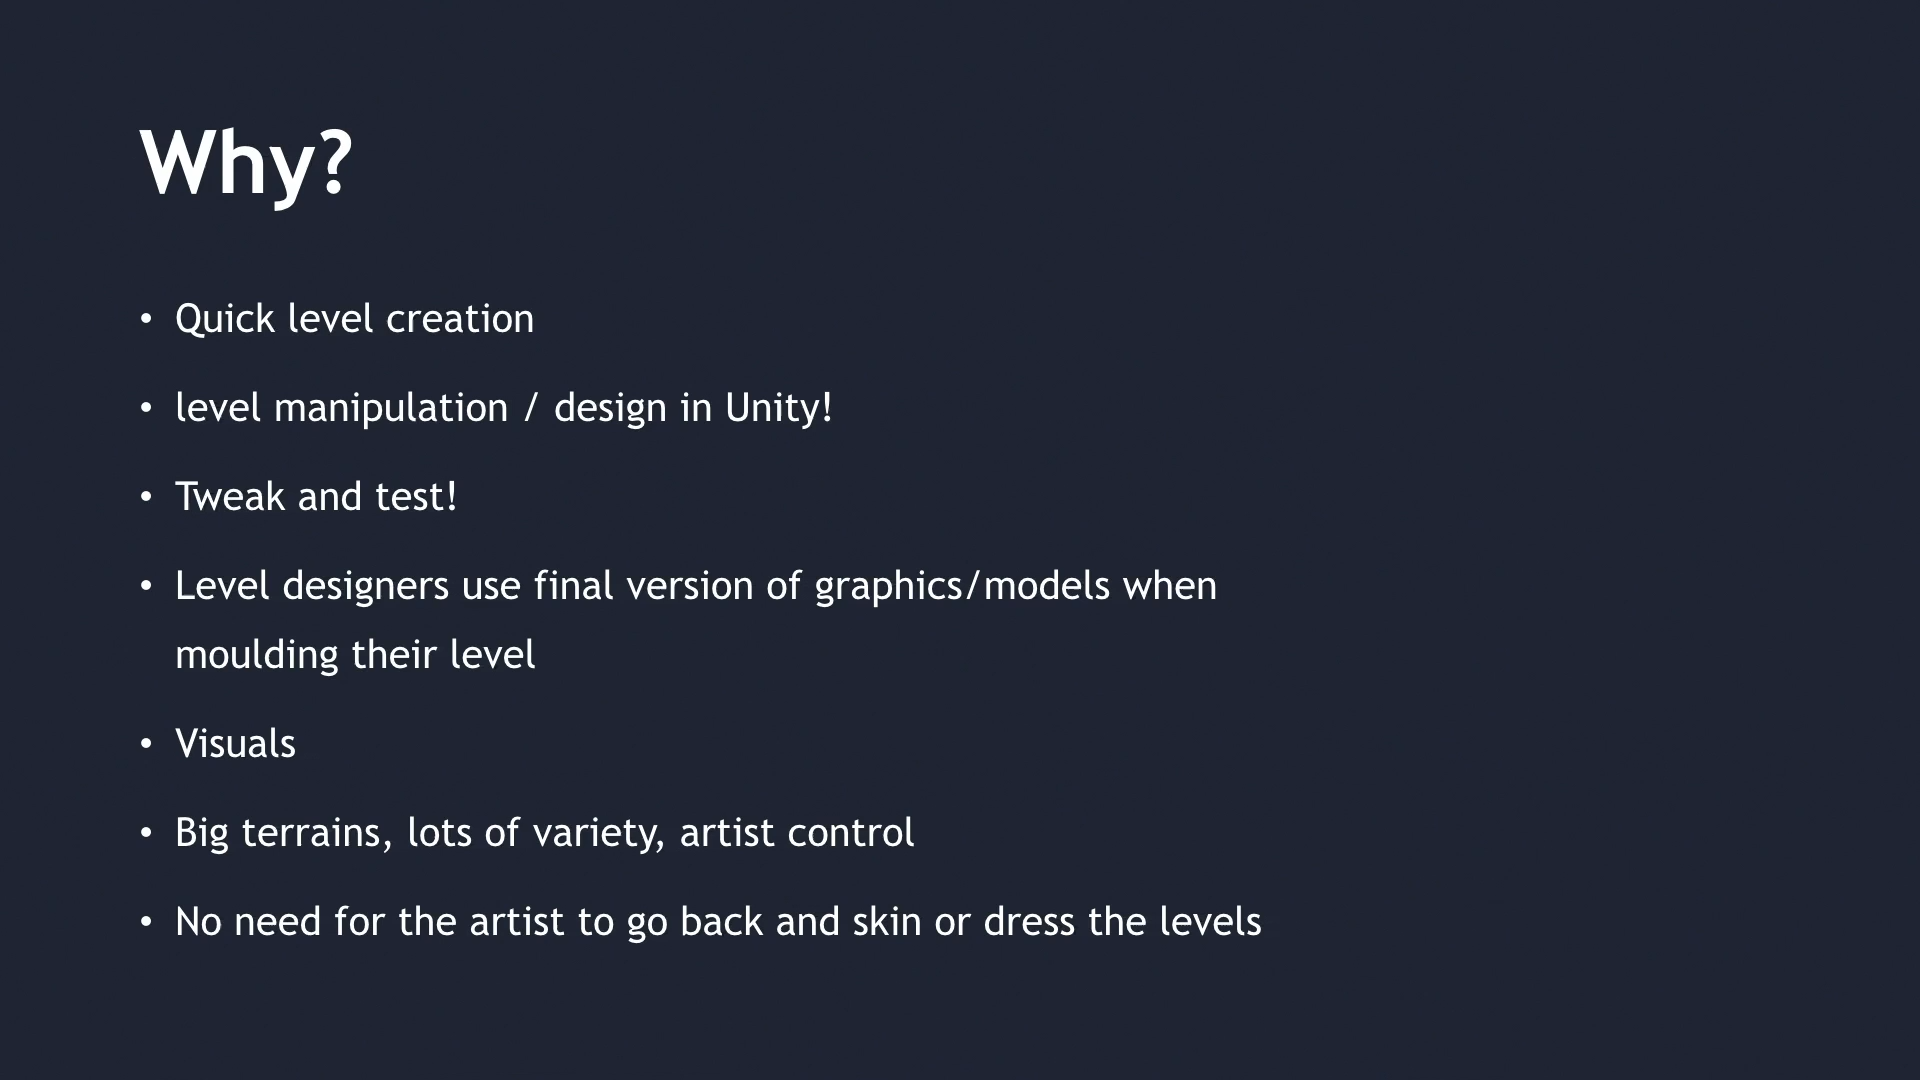 Why?
• Quick level creation
• level manipulation / design in Unity!
• Tweak and test!
• Level designers use final version of graphics/models when
moulding their level
• Visuals
• Big terrains, lots of variety, artist control
• No need for the artist to go back and skin or dress the levels